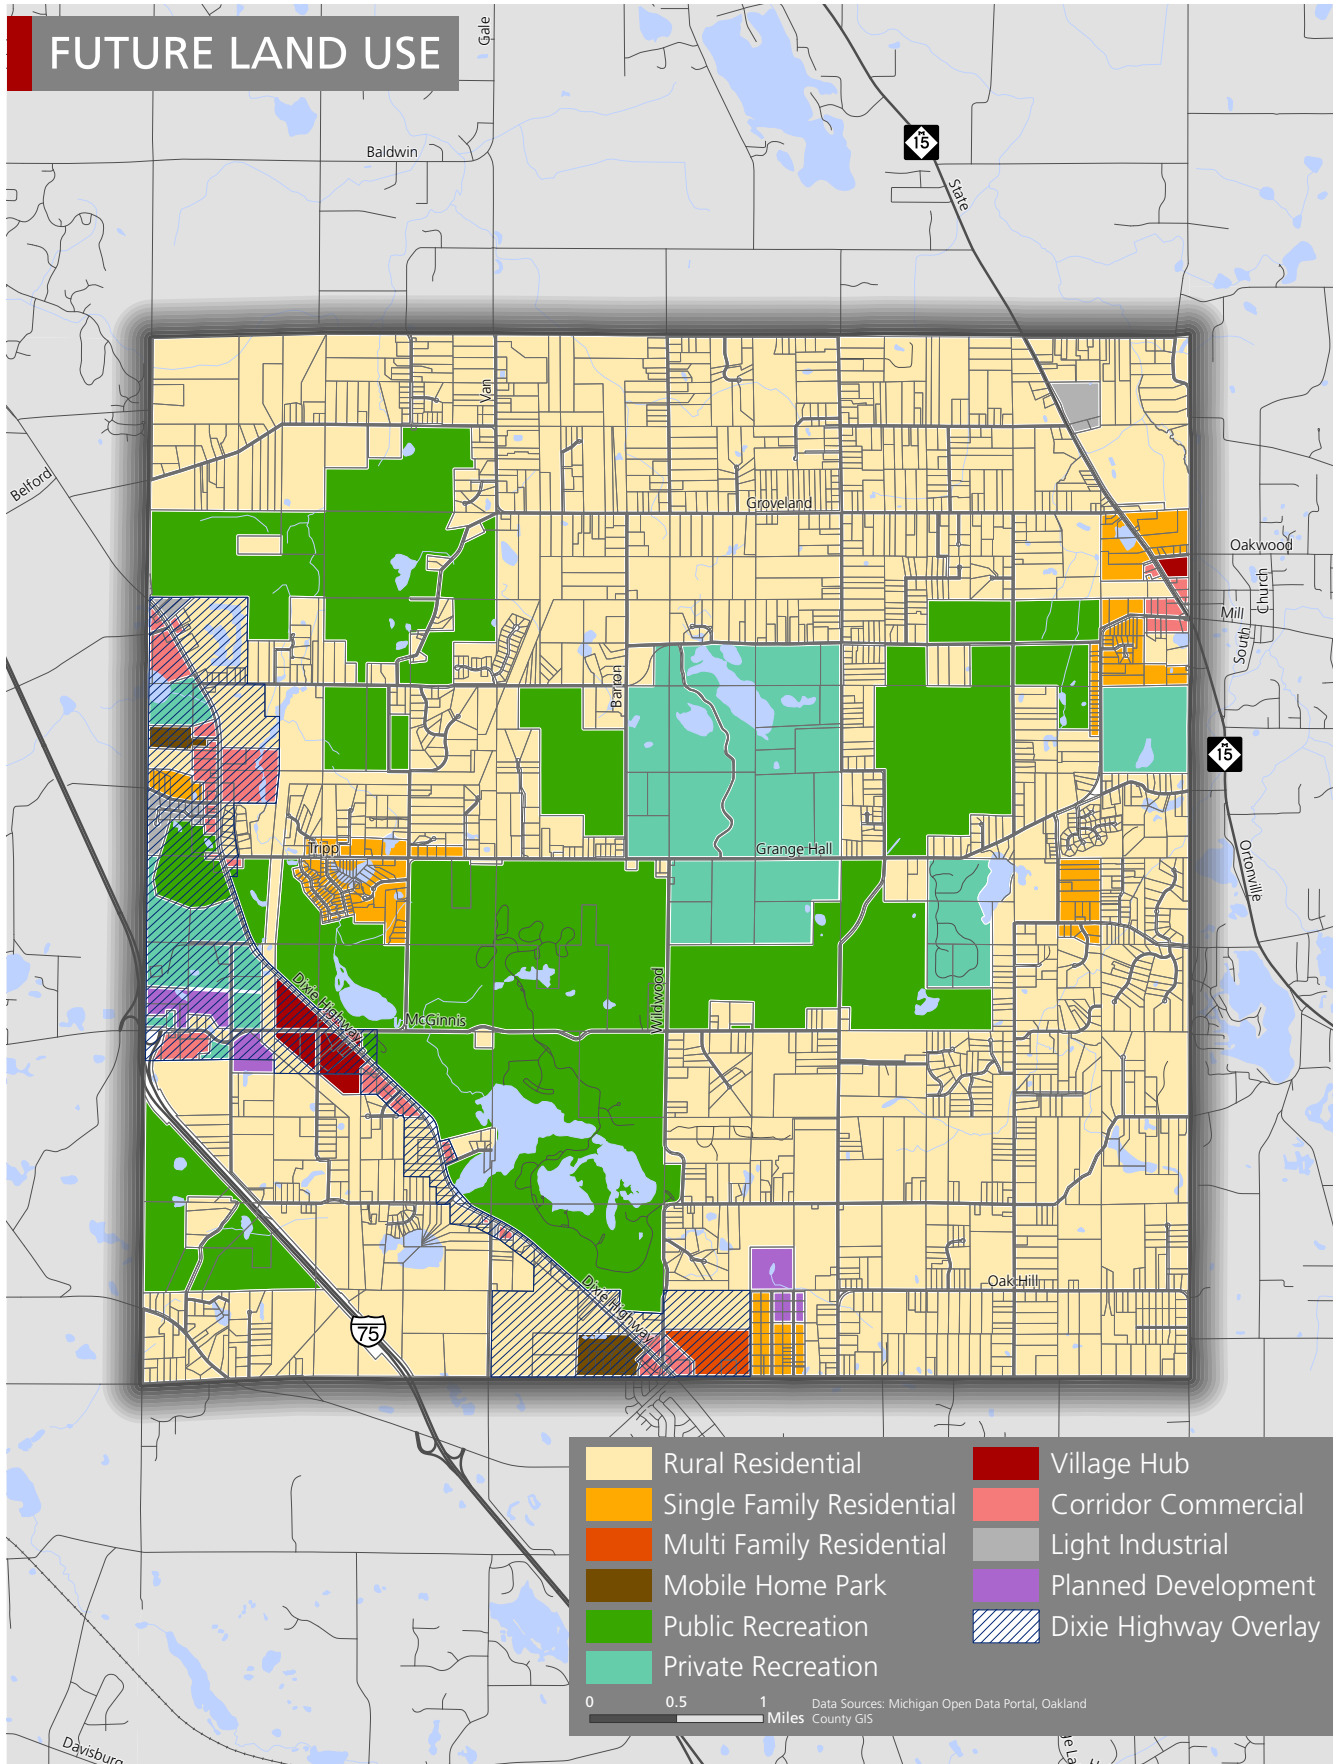 FUTURE LAND USE
Gale
Baldwin
M
15
State
Belford
Van
Groveland
Oakwood
Church
Mill
South
Barron
M
15
Tripp
Grange Hall
Ortonville
Dixie Highway
McGinnis
Wildwood
Oak Hill
Dixie Highway
75
Rural Residential
Single Family Residential
Multi Family Residential
Mobile Home Park
Public Recreation
Private Recreation
Village Hub
Corridor Commercial
Light Industrial
Planned Development
Dixie Highway Overlay
0 0.5 1
Miles
Data Sources: Michigan Open Data Portal, Oakland
County GIS
Davisburg